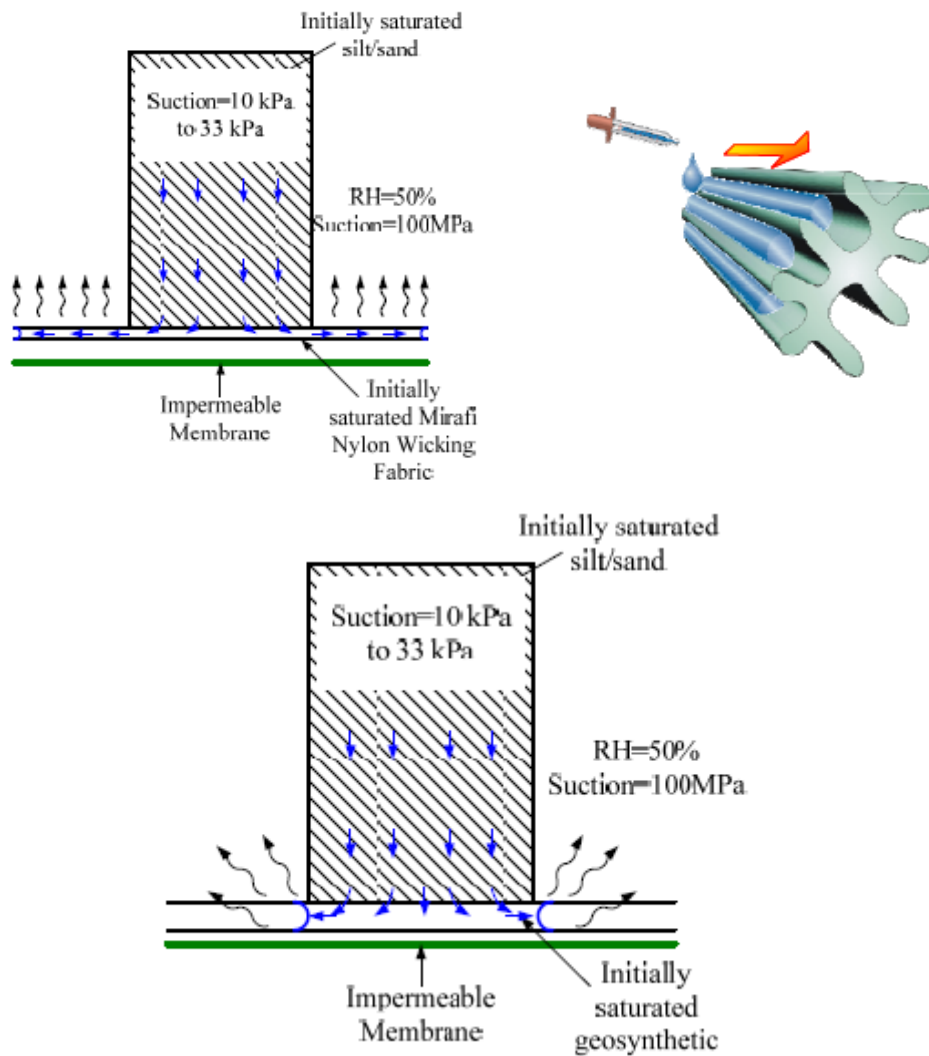 Initially saturated
silt/sand
Suction=10 kPa
to 33 kPa
RH=50%
Suction=100MPa
Impermeable
Membrane
Initially
saturated Mirafi
Nylon Wicking
Fabric
Initially saturated
silt/sand
Suction=10 kPa
to 33 kPa
RH=50%
Suction=100MPa
Impermeable
Membrane
Initially
saturated
geosynthetic